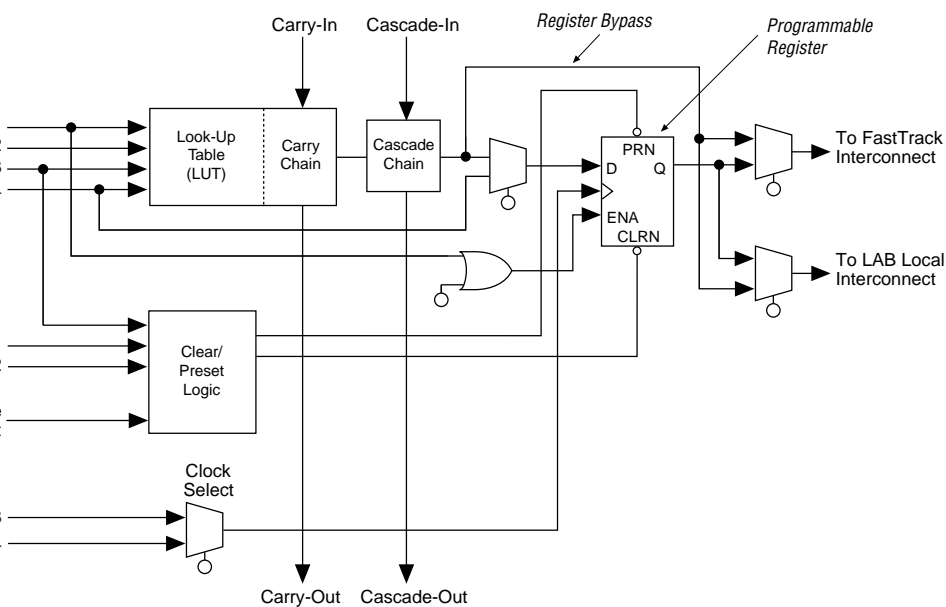 Carry-In
Cascade-In
Register Bypass
Programmable
Register
Look-Up
Table
(LUT)
Carry
Chain
Cascade
Chain
PRN
D
Q
ENA
CLRN
To FastTrack
Interconnect
To LAB Local
Interconnect
Clear/
Preset
Logic
Clock
Select
Carry-Out
Cascade-Out